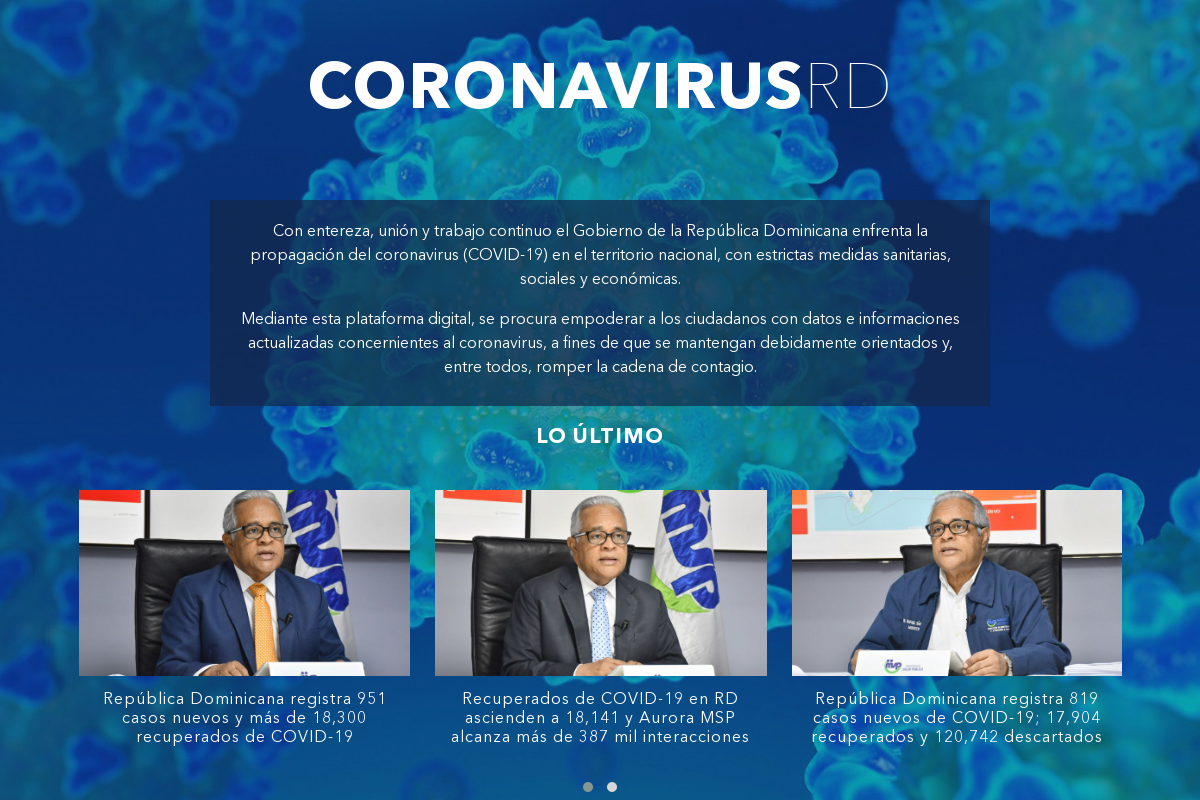 CORONAVIRUSRD
Con entereza, unión y trabajo continuo el Gobierno de la República Dominicana enfrenta la
propagación del coronavirus (COVID-19) en el territorio nacional, con estrictas medidas sanitarias,
sociales y económicas.
Mediante esta plataforma digital, se procura empoderar a los ciudadanos con datos e informaciones
actualizadas concernientes al coronavirus, a fines de que se mantengan debidamente orientados y,
entre todos, romper la cadena de contagio.
LO ÚLTIMO
República Dominicana registra 951
casos nuevos y más de 18,300
recuperados de COVID-19
Recuperados de COVID-19 en RD
ascienden a 18,141 y Aurora MSP
alcanza más de 387 mil interacciones
República Dominicana registra 819
casos nuevos de COVID-19; 17,904
recuperados y 120,742 descartados